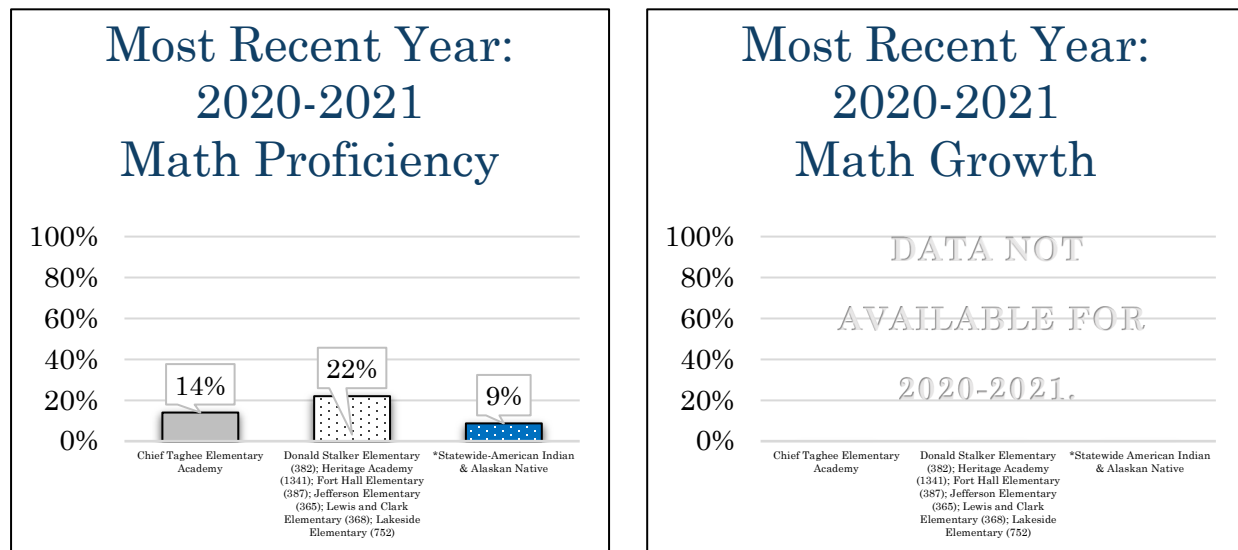 Most Recent Year:
2020-2021
Math Proficiency
100%
80%
60%
40%
20%
0%
14%
22%
9%
Chief Taghee Elementary
Academy
Donald Stalker Elementary
(382); Heritage Academy
(1341); Fort Hall Elementary
(387); Jefferson Elementary
(365); Lewis and Clark
Elementary (368); Lakeside
Elementary (752)
*Statewide-American Indian
& Alaskan Native
Most Recent Year:
2020-2021
Math Growth
100%
80%
60%
40%
20%
0%
DATA NOT
AVAILABLE FOR
2020-2021.
Chief Taghee Elementary
Academy
Donald Stalker Elementary
(382); Heritage Academy
(1341); Fort Hall Elementary
(387); Jefferson Elementary
(365); Lewis and Clark
Elementary (368); Lakeside
Elementary (752)
*Statewide American Indian
& Alaskan Native